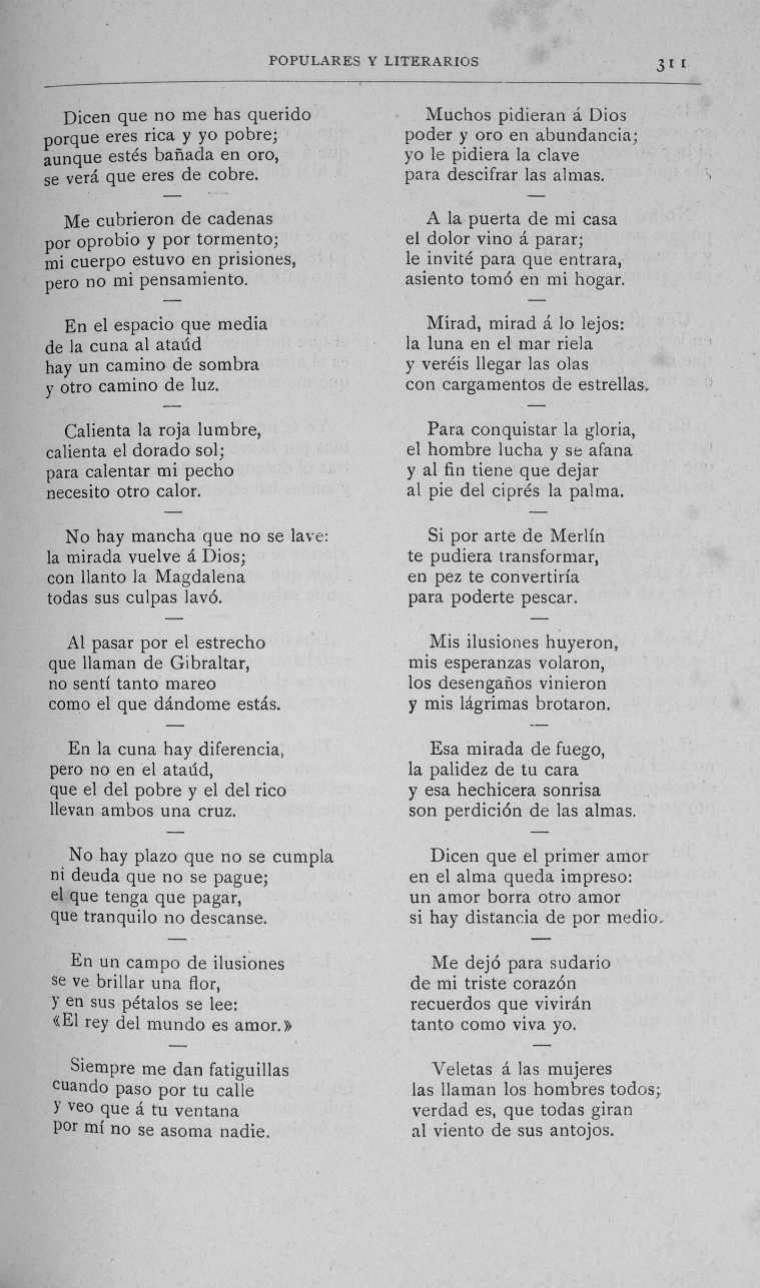 POPULARES Y LITERARIOS 311
Dicen que no me has querido
porque eres rica y yo pobre;
aunque estés bañada en oro,
se verá que eres de cobre.
Me cubrieron de cadenas
por oprobio y por tormento;
mi cuerpo estuvo en prisiones,
pero no mi pensamiento.
En el espacio que media
de la cuna al ataúd
hay un camino de sombra
y otro camino de luz.
Calienta la roja lumbre,
calienta el dorado sol;
para calentar mi pecho
necesito otro calor.
No hay mancha que no se lave:
la mirada vuelve á Dios;
con llanto la Magdalena
todas sus culpas lavó.
Al pasar por el estrecho
que llaman de Gibraltar,
no sentí tanto mareo
como el que dándome estás.
En la cuna hay diferencia,
pero no en el ataúd,
que el del pobre y el del rico
llevan ambos una cruz.
No hay plazo que no se cumpla
ni deuda que no se pague;
el que tenga que pagar,
que tranquilo no descanse.
En un campo de ilusiones
se ve brillar una flor,
y en sus pétalos se lee:
«El rey del mundo es amor.»
Siempre me dan fatiguillas
cuando paso por tu calle
y veo que á tu ventana
por mí no se asoma nadie.
Muchos pidieran á Dios
poder y oro en abundancia;
yo le pidiera la clave
para descifrar las almas.
A la puerta de mi casa
el dolor vino á parar;
le invité para que entrara,
asiento tomó en mi hogar.
Mirad, mirad á lo lejos:
la luna en el mar riela
y veréis llegar las olas
con cargamentos de estrellas.
Para conquistar la gloria,
el hombre lucha y se afana
y al fin tiene que dejar
al pie del ciprés la palma.
Si por arte de Merlín
te pudiera transformar,
en pez te convertiría
para poderte pescar.
Mis ilusiones huyeron,
mis esperanzas volaron,
los desengaños vinieron
y mis lágrimas brotaron.
Esa mirada de fuego,
la palidez de tu cara
y esa hechicera sonrisa
son perdición de las almas.
Dicen que el primer amor
en el alma queda impreso:
un amor borra otro amor
si hay distancia de por medio.
Me dejó para sudario
de mi triste corazón
recuerdos que vivirán
tanto como viva yo.
Veletas á las mujeres
las llaman los hombres todos;
verdad es, que todas giran
al viento de sus antojos.